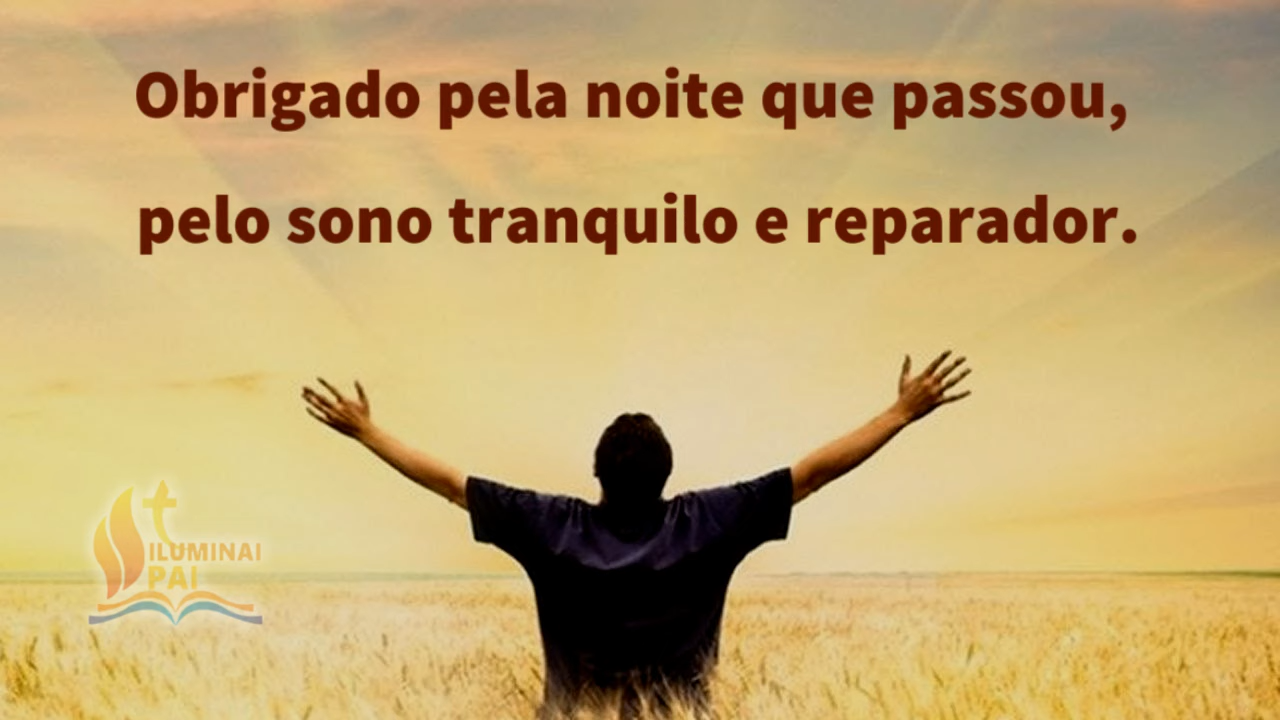 Obrigado pela noite que passou,
pelo sono tranquilo e reparador.
ILUMINAI
PAI